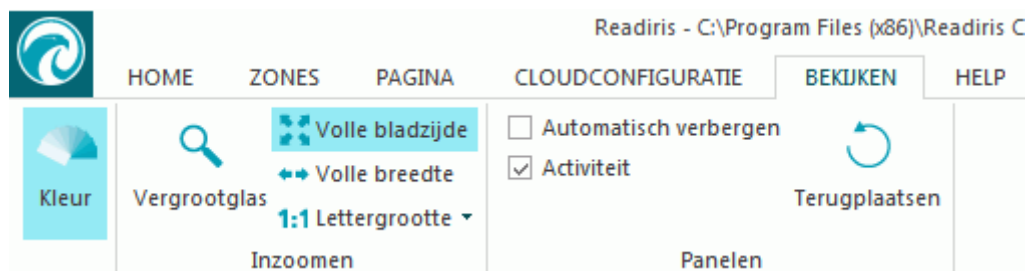 Readiris - C:\Program Files (x86)\Readiris C
HOME ZONES PAGINA CLOUDCONFIGURATIE BEKIJKEN HELP
Kleur
Vergrootglas
Volle bladzijde
Volle breedte
1:1 Lettergrootte
Inzoomen
Automatisch verbergen
Activiteit
Terugplaatsen
Panelen